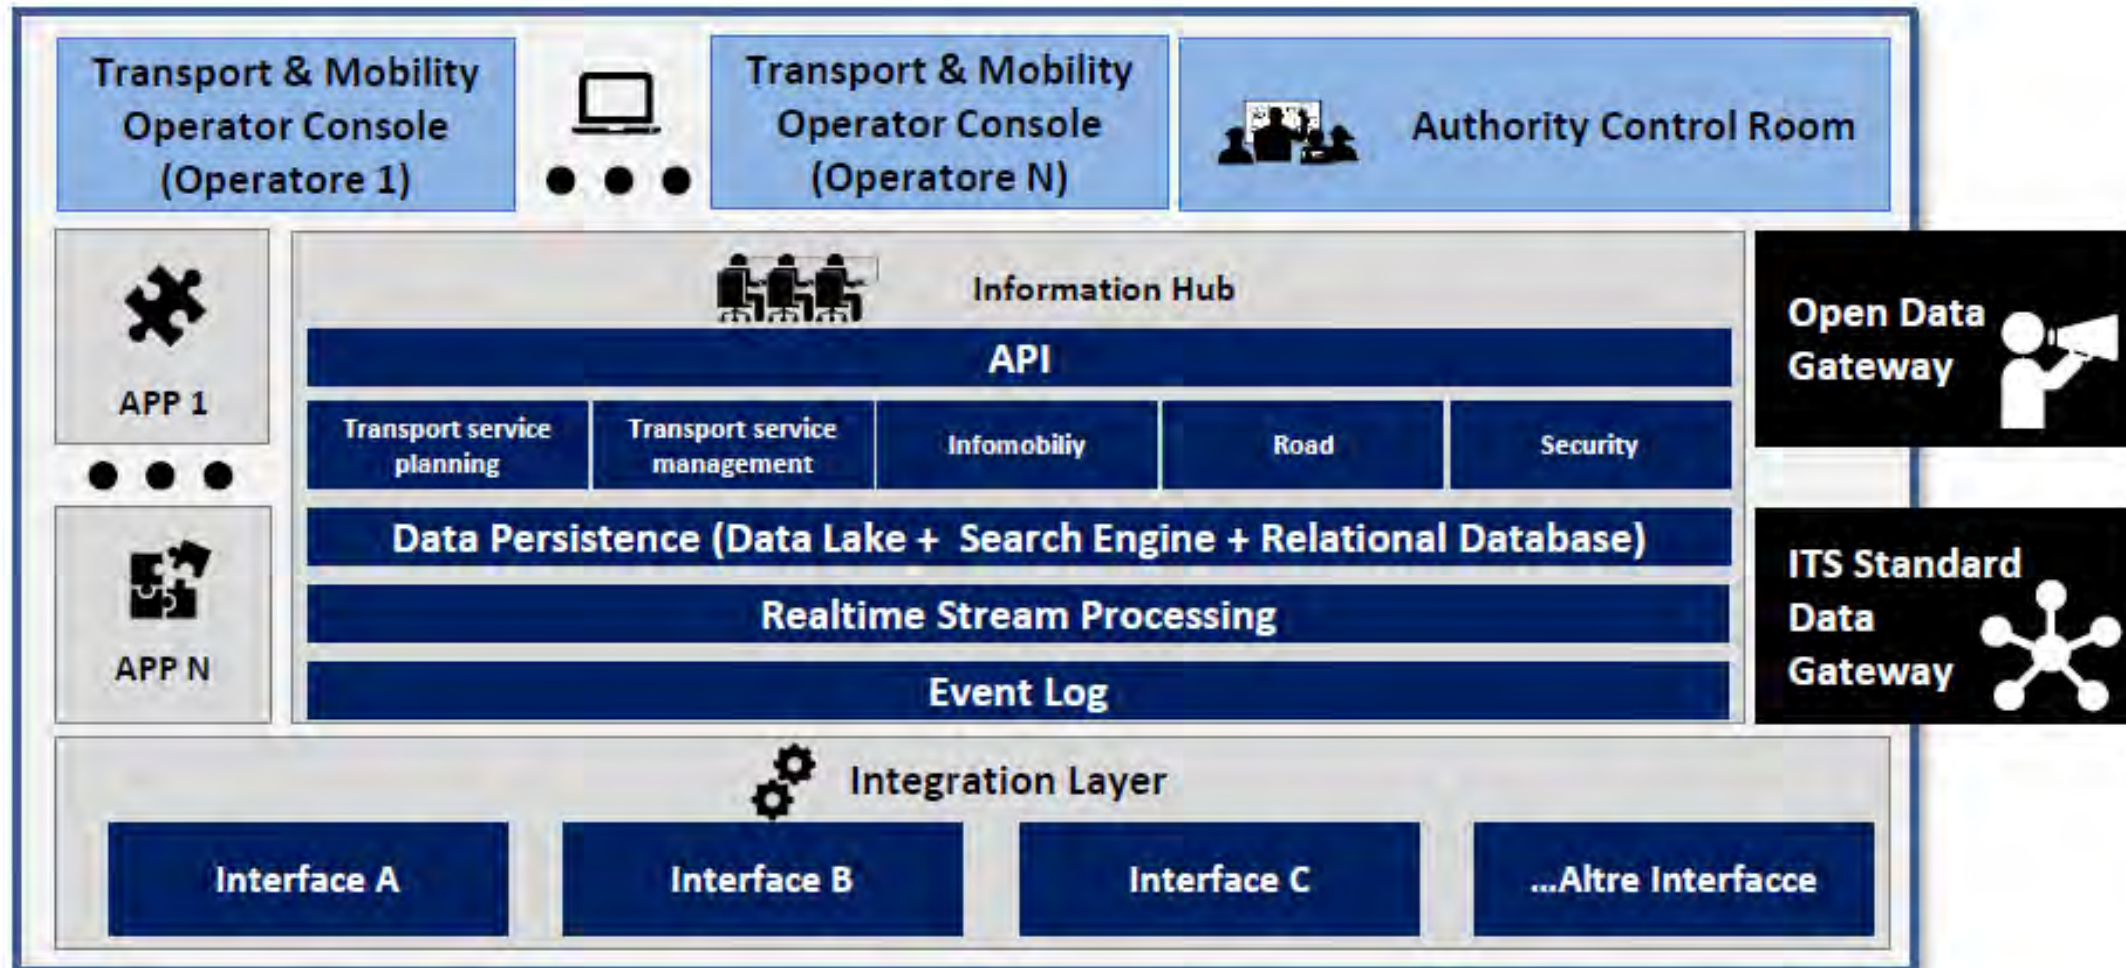 Transport & Mobility
Operator Console
(Operatore 1)
Transport & Mobility
Operator Console
(Operatore N)
Authority Control Room
APP 1
APP N
Information Hub
API
Transport service
planning
Transport service
management
Infomobiliy
Road
Security
Data Persistence (Data Lake + Search Engine + Relational Database)
Realtime Stream Processing
Event Log
Open Data
Gateway
ITS Standard
Data
Gateway
Integration Layer
Interface A
Interface B
Interface C
...Altre Interfacce